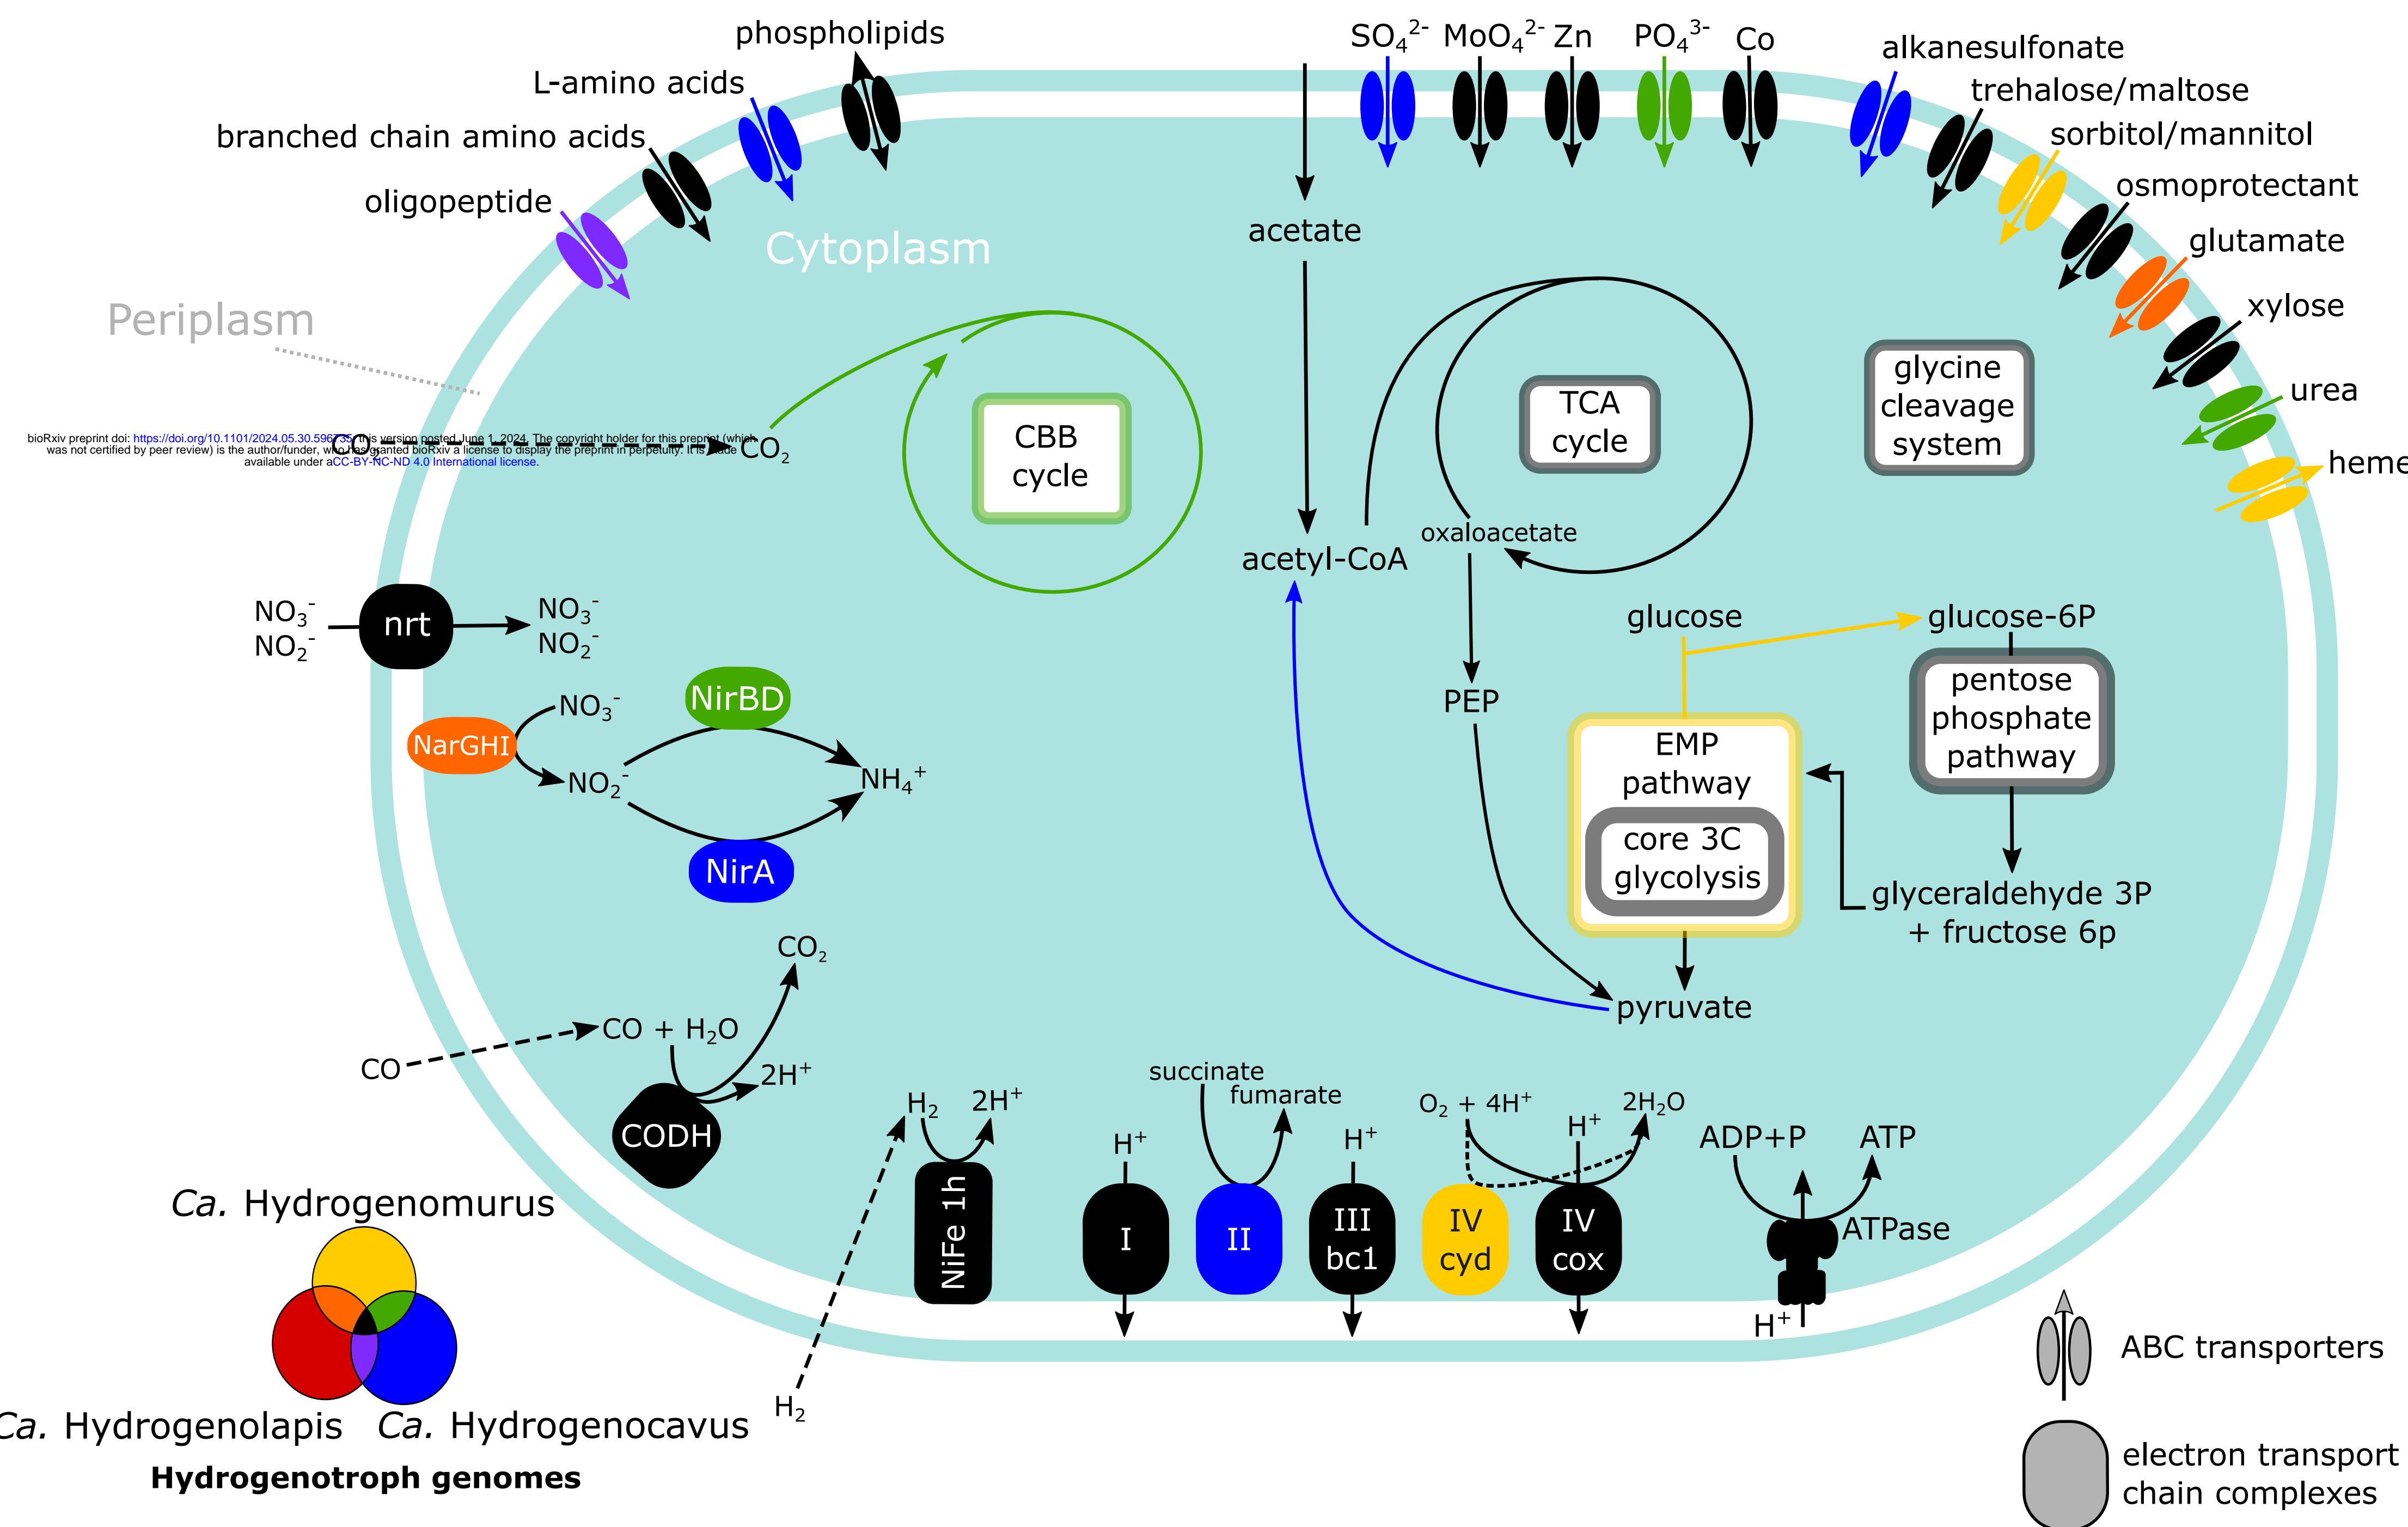 phospholipids
L-amino acids
branched chain amino acids
oligopeptide
SO₄²⁻ MoO₄²⁻ Zn PO₄³⁻ Co
alkanesulfonate
trehalose/maltose
sorbitol/mannitol
osmoprotectant
glutamate
xylose
urea
heme
Cytoplasm
Periplasm
acetate
bioRxiv preprint doi: https://doi.org/10.1101/2024.05.30.596735; this version posted June 1, 2024. The copyright holder for this preprint (which
was not certified by peer review) is the author/funder, who has granted bioRxiv a license to display the preprint in perpetuity. It is made
available under aCC-BY-NC-ND 4.0 International license.
CO₂
CO₂
CBB
cycle
TCA
cycle
glycine
cleavage
system
oxaloacetate
acetyl-CoA
NO₃⁻
NO₂⁻
nrt
NO₃⁻
NO₂⁻
glucose
glucose-6P
NarGHI
NO₃⁻
NO₂⁻
NirBD
NirA
NH₄⁺
PEP
EMP
pathway
core 3C
glycolysis
pentose
phosphate
pathway
glyceraldehyde 3P
+ fructose 6p
pyruvate
CO
CO + H₂O
CO₂
2H⁺
CODH
H₂
H₂
2H⁺
NiFe 1h
H⁺
I
succinate
fumarate
II
H⁺
III
bc1
O₂ + 4H⁺
IV
cyd
H⁺
2H₂O
IV
cox
ADP+P
ATP
ATPase
H⁺
Ca. Hydrogenomurus
Ca. Hydrogenolapis
Ca. Hydrogenocavus
Hydrogenotroph genomes
ABC transporters
electron transport
chain complexes